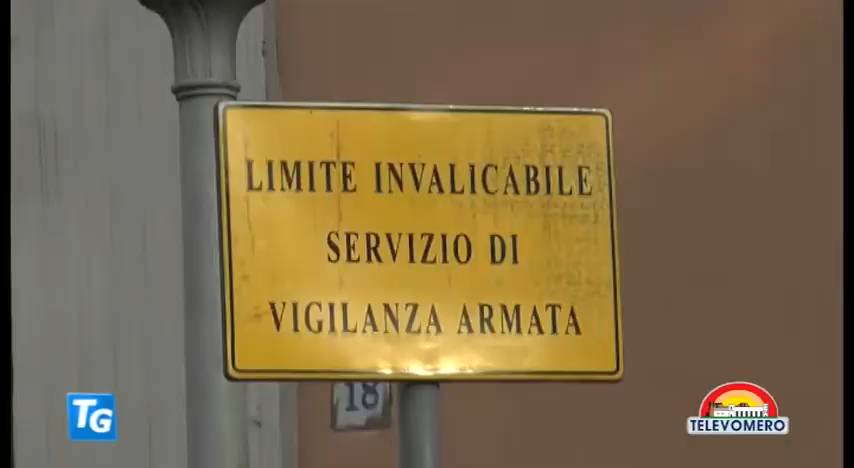 LIMITE INVALICABILE
SERVIZIO DI
VIGILANZA ARMATA
18
TG
TELEVOMERO